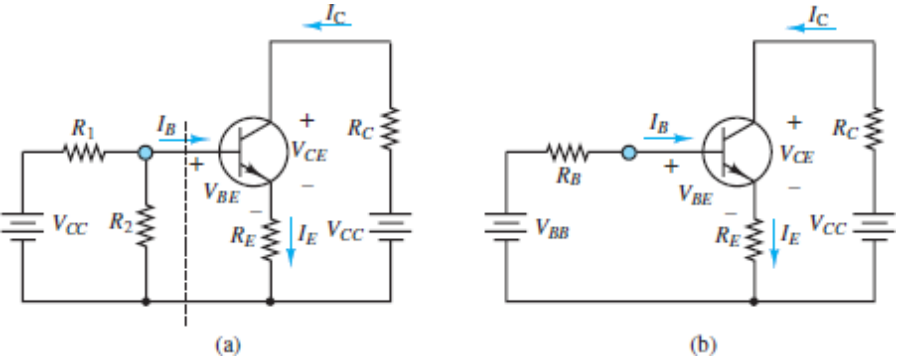 I_C I_C
R_1 I_B + R_C I_B + R_C
V_CE R_B V_CE
+ +
V_CC R_2 V_BE – V_BB V_BE –
– R_E I_E V_CC – R_E I_E V_CC
(a) (b)